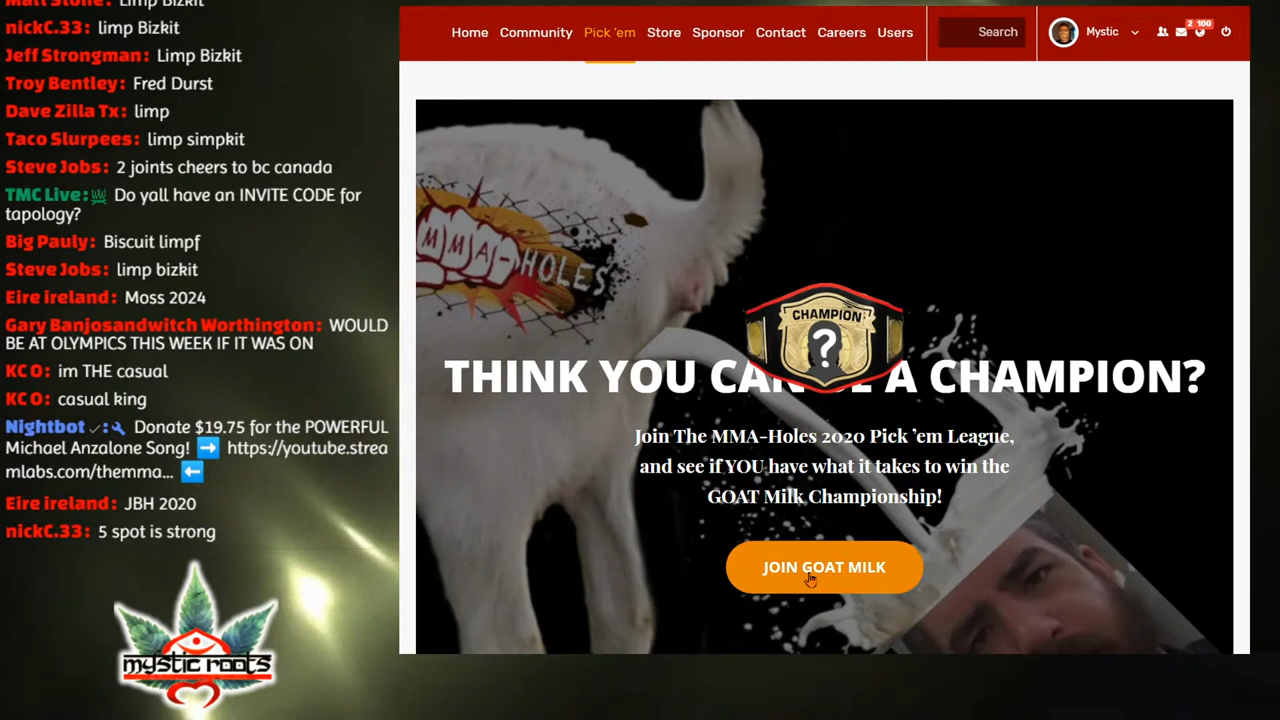 Matt Stone: Limp Bizkit
nickC.33: limp Bizkit
Jeff Strongman: Limp Bizkit
Troy Bentley: Fred Durst
Dave Zilla Tx: limp
Taco Slurpees: limp simpkit
Steve Jobs: 2 joints cheers to bc canada
TMC Live: Do yall have an INVITE CODE for
tapology?
Big Pauly: Biscuit limpf
Steve Jobs: limp bizkit
Eire ireland: Moss 2024
Gary Banjosandwitch Worthington: WOULD
BE AT OLYMPICS THIS WEEK IF IT WAS ON
KC O: im THE casual
KC O: casual king
Nightbot ✓: Donate $19.75 for the POWERFUL
Michael Anzalone Song! ➡ https://youtube.strea
mlabs.com/themma... ⬅
Eire ireland: JBH 2020
nickC.33: 5 spot is strong
mystic roots
Home Community Pick 'em Store Sponsor Contact Careers Users Search Mystic 2 100
MMA-HOLES
CHAMPION
?
THINK YOU CAN BE A CHAMPION?
Join The MMA-Holes 2020 Pick 'em League,
and see if YOU have what it takes to win the
GOAT Milk Championship!
JOIN GOAT MILK